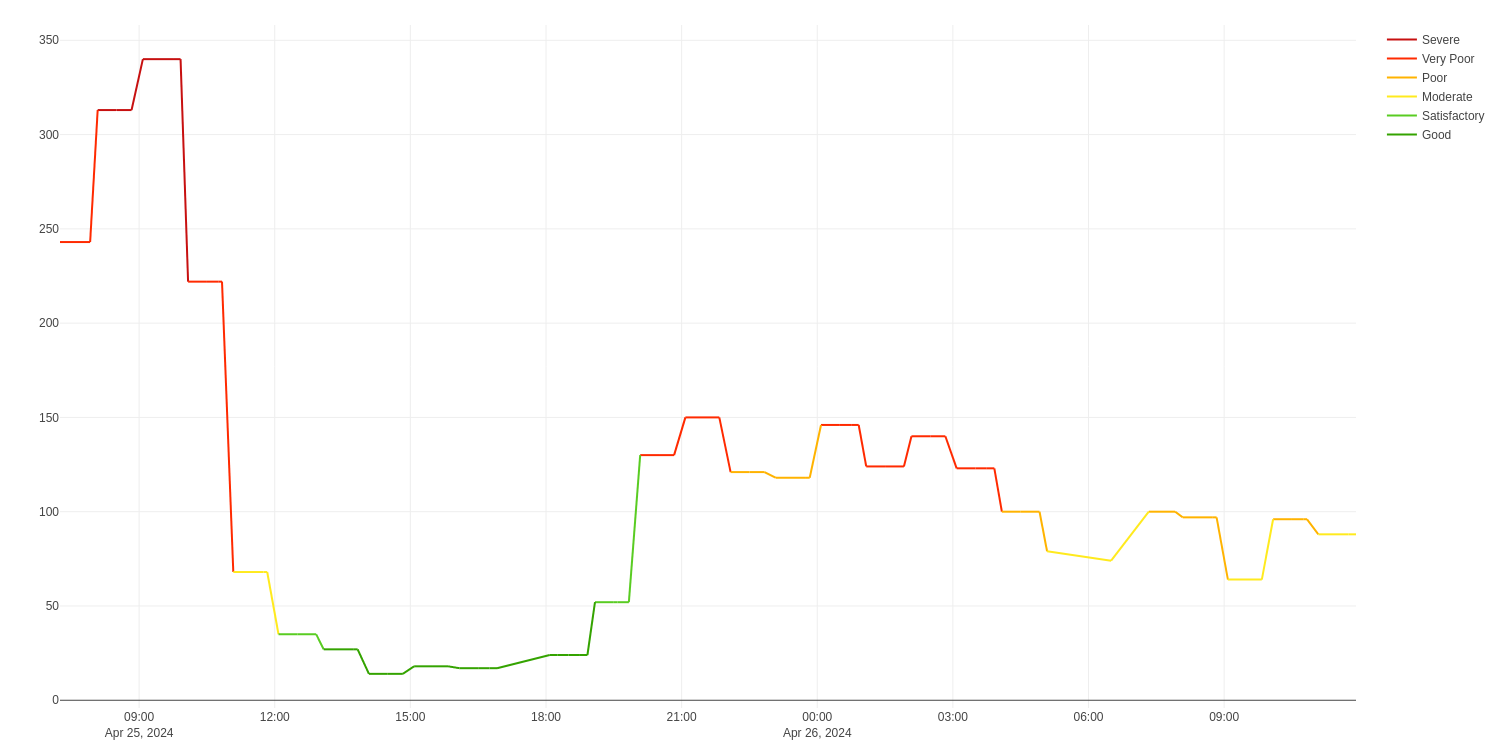 350
300
250
200
150
100
50
0
09:00
Apr 25, 2024
12:00
15:00
18:00
21:00
00:00
Apr 26, 2024
03:00
06:00
09:00
Severe
Very Poor
Poor
Moderate
Satisfactory
Good